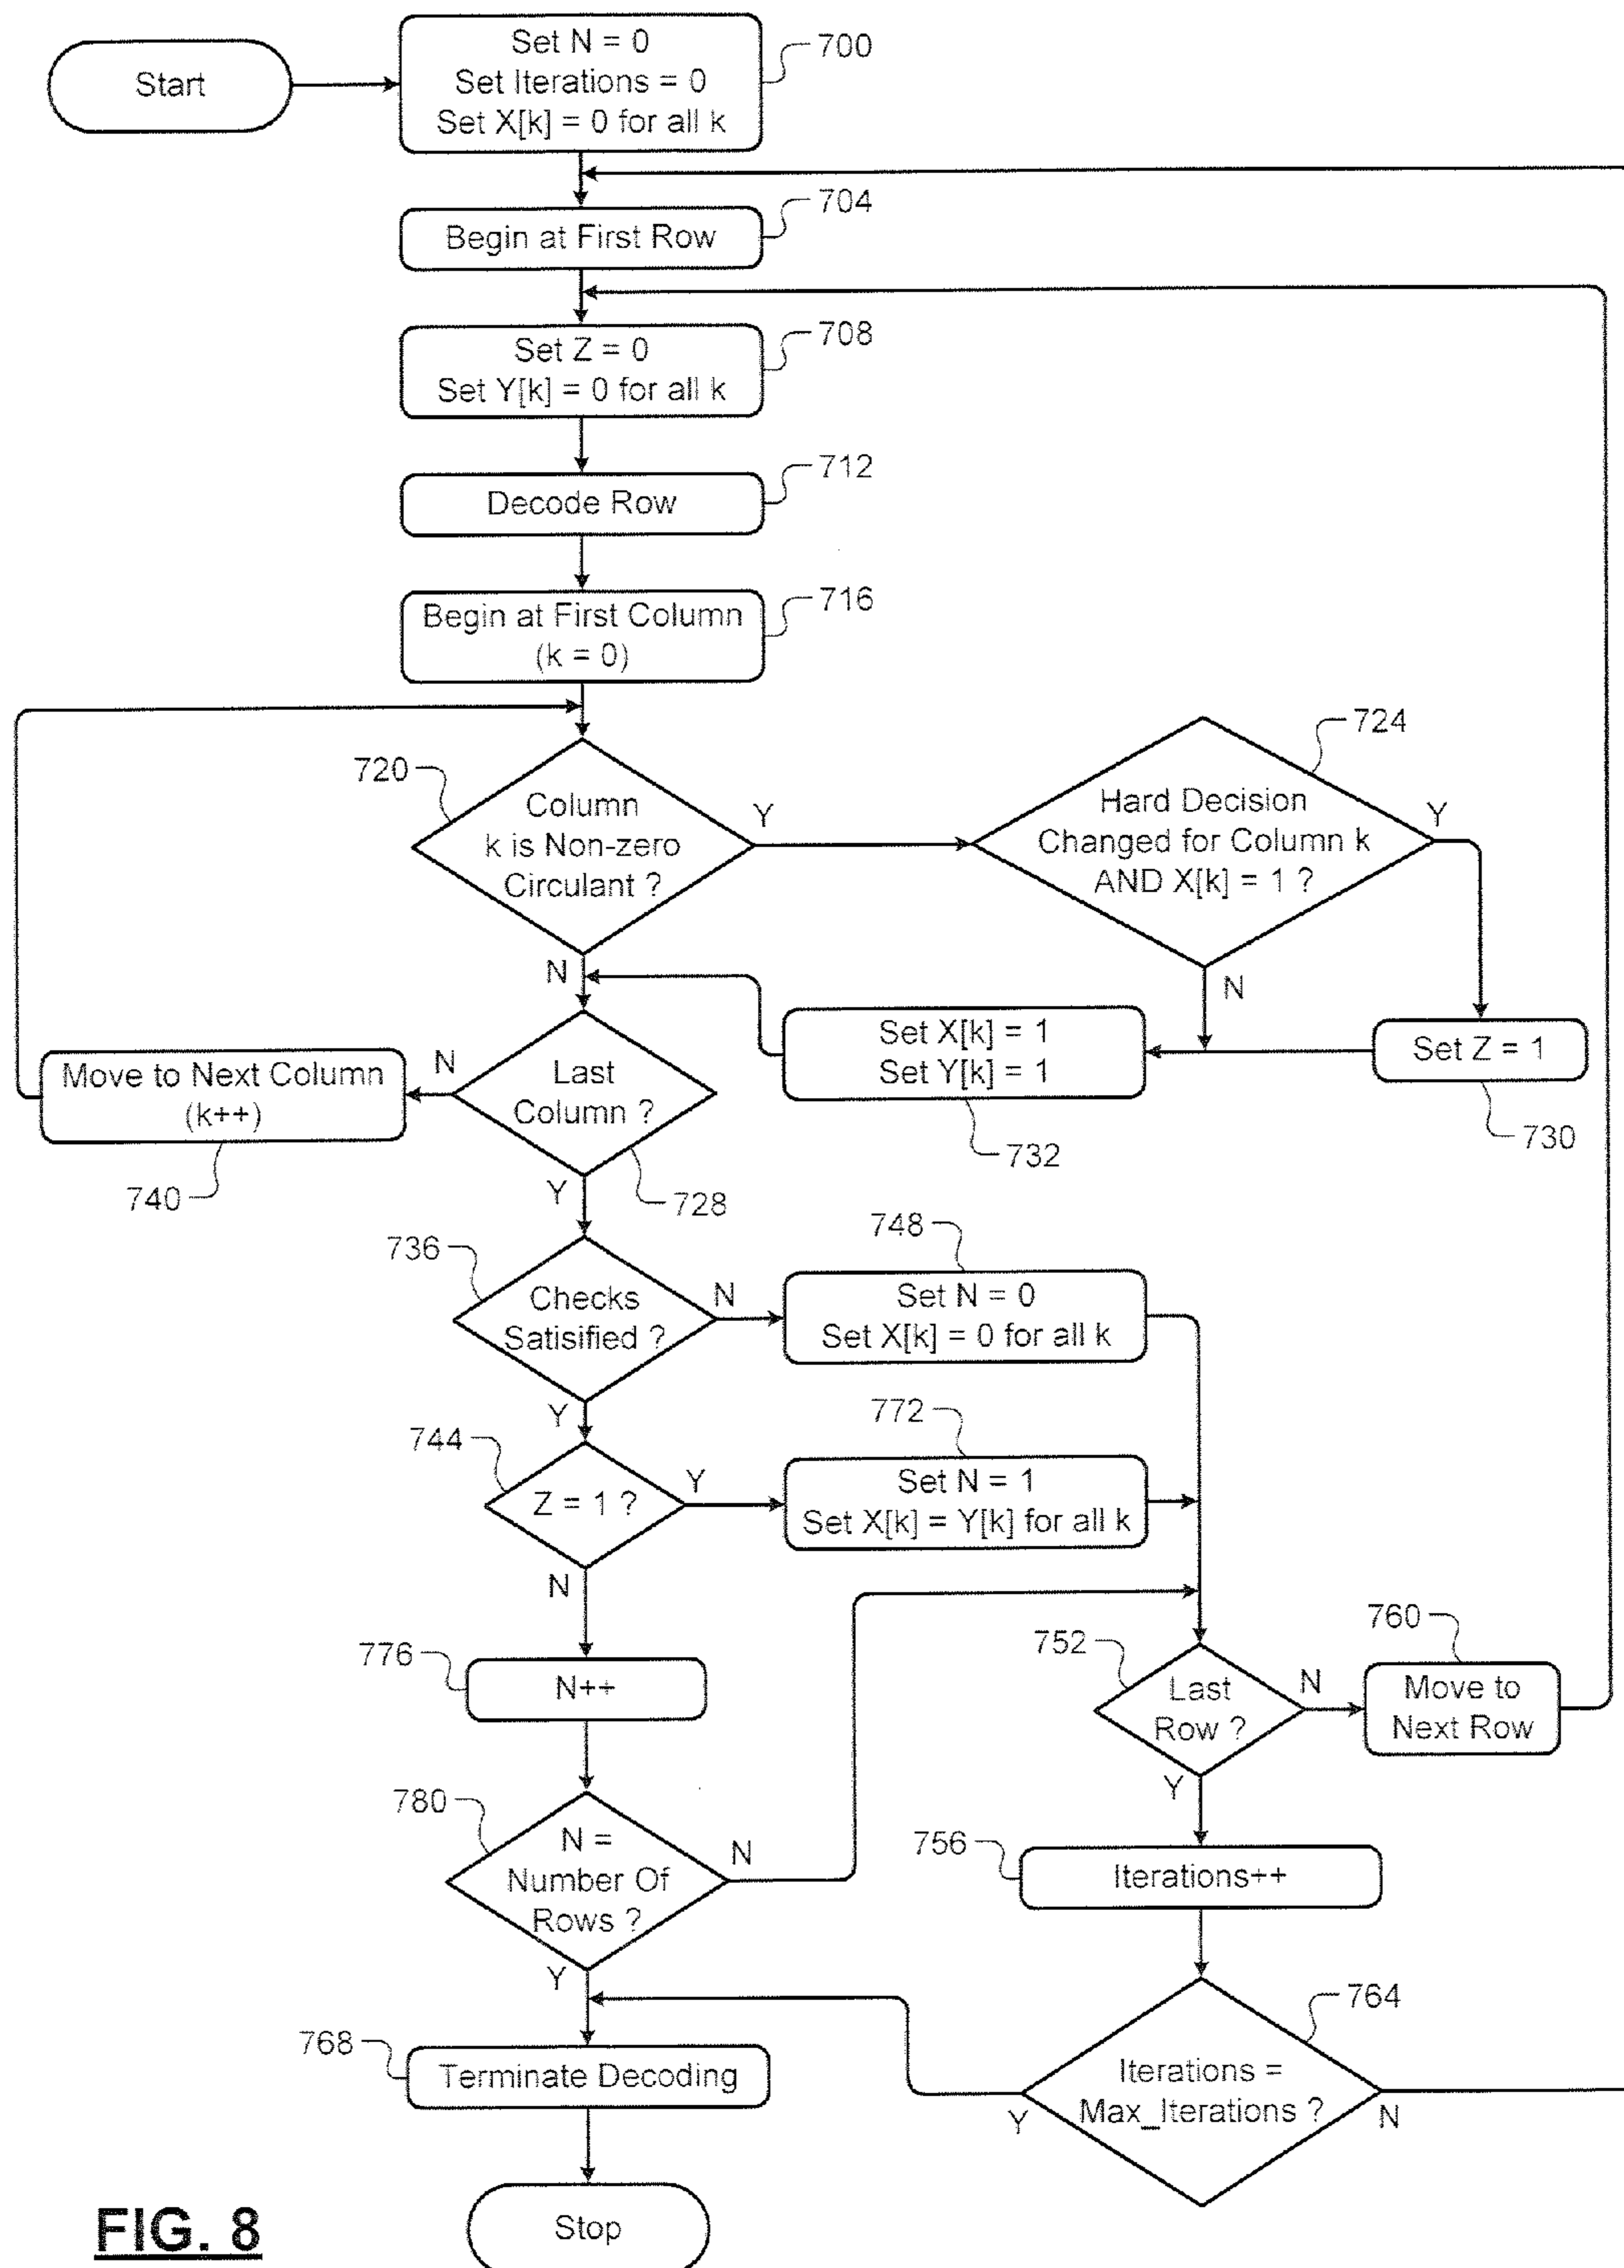 Start
Set N = 0
Set Iterations = 0
Set X[k] = 0 for all k
700
704
Begin at First Row
708
Set Z = 0
Set Y[k] = 0 for all k
712
Decode Row
716
Begin at First Column
(k = 0)
720
Column
k is Non-zero
Circulant ?
Y
N
724
Hard Decision
Changed for Column k
AND X[k] = 1 ?
Y
N
Set Z = 1
730
Set X[k] = 1
Set Y[k] = 1
732
Last
Column ?
N
Y
728
Move to Next Column
(k++)
740
736
Checks
Satisified ?
N
Y
748
Set N = 0
Set X[k] = 0 for all k
744
Z = 1 ?
Y
N
772
Set N = 1
Set X[k] = Y[k] for all k
776
N++
752
Last
Row ?
N
Y
760
Move to
Next Row
780
N =
Number Of
Rows ?
N
Y
756
Iterations++
764
Iterations =
Max_Iterations ?
Y
N
768
Terminate Decoding
Stop
FIG. 8